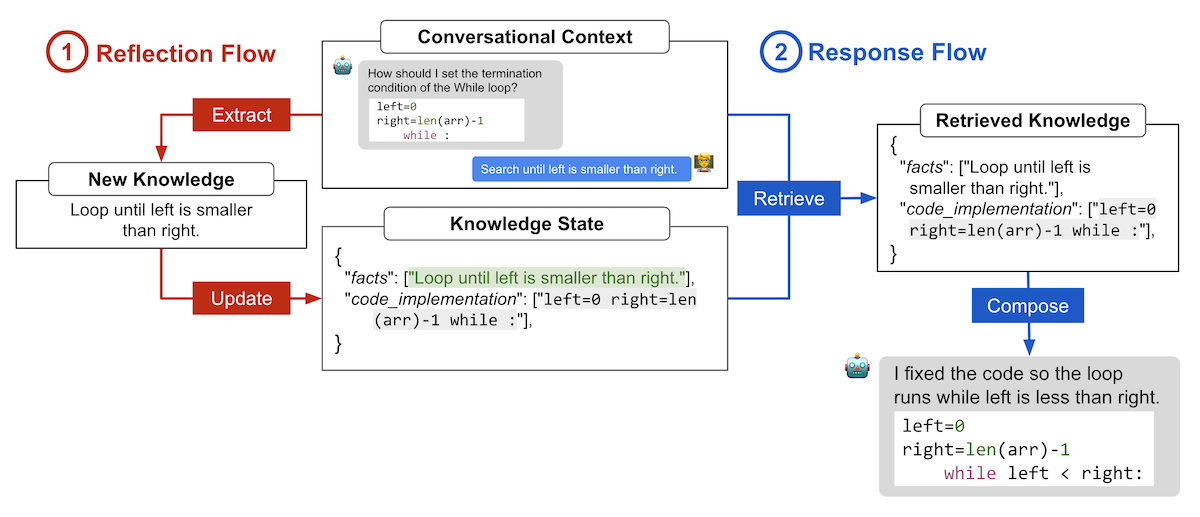 1 Reflection Flow
Conversational Context
2 Response Flow
How should I set the termination
condition of the While loop?
left=0
right=len(arr)-1
while :
Search until left is smaller than right.
Extract
New Knowledge
Loop until left is smaller
than right.
Update
Knowledge State
{
"facts": ["Loop until left is smaller than right."],
"code_implementation": ["left=0 right=len
(arr)-1 while :"],
}
Retrieve
Retrieved Knowledge
{
"facts": ["Loop until left is
smaller than right."],
"code_implementation": ["left=0
right=len(arr)-1 while :"],
}
Compose
I fixed the code so the loop
runs while left is less than right.
left=0
right=len(arr)-1
while left < right: